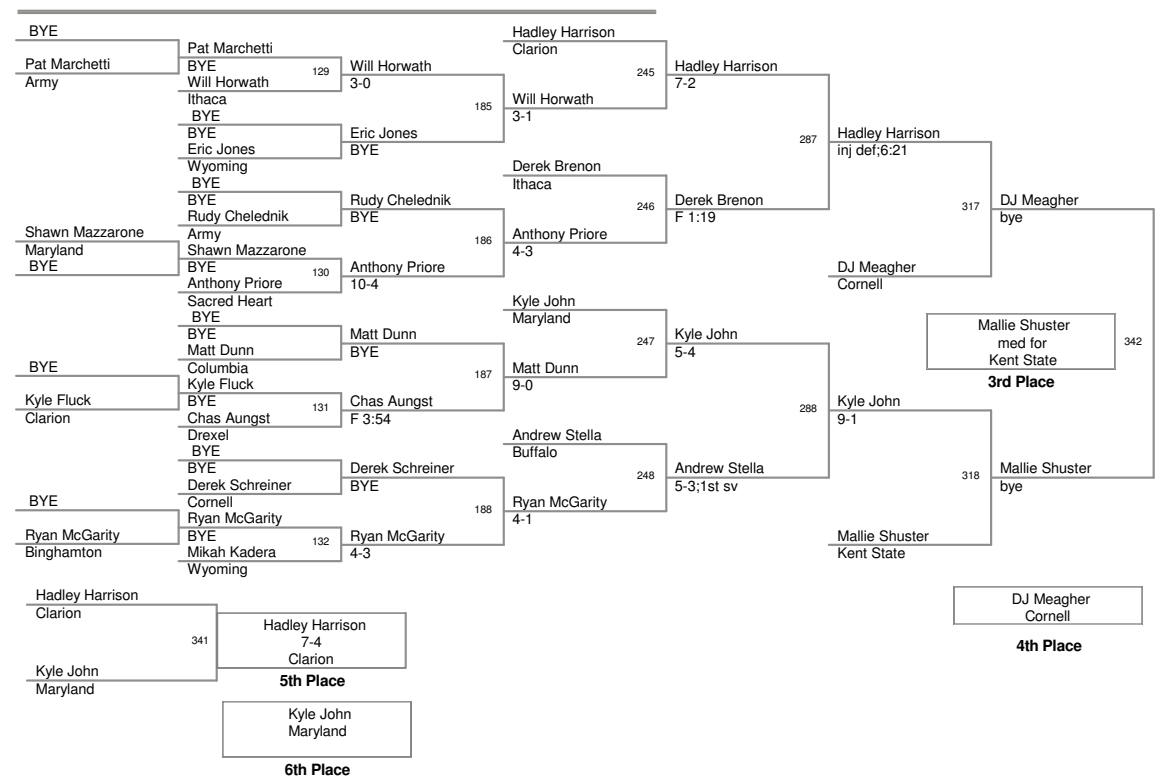 BYE
Pat Marchetti
Army
Shawn Mazzarone
Maryland
BYE
BYE
Kyle Fluck
Clarion
BYE
Ryan McGarity
Binghamton
Pat Marchetti
BYE
129
Will Horwath
Ithaca
BYE
BYE
Eric Jones
Wyoming
BYE
BYE
Rudy Chelednik
Army
Shawn Mazzarone
BYE
130
Anthony Priore
Sacred Heart
BYE
BYE
Matt Dunn
Columbia
Kyle Fluck
BYE
131
Chas Aungst
Drexel
BYE
BYE
Derek Schreiner
Cornell
Ryan McGarity
BYE
132
Mikah Kadera
Wyoming
Will Horwath
3-0
185
Eric Jones
BYE
Rudy Chelednik
BYE
186
Anthony Priore
10-4
Matt Dunn
BYE
187
Chas Aungst
F 3:54
Derek Schreiner
BYE
188
Ryan McGarity
4-3
Hadley Harrison
Clarion
245
Will Horwath
3-1
Derek Brenon
Ithaca
246
Anthony Priore
4-3
Kyle John
Maryland
247
Matt Dunn
9-0
Andrew Stella
Buffalo
248
Ryan McGarity
4-1
Hadley Harrison
7-2
287
Derek Brenon
F 1:19
Kyle John
5-4
288
Andrew Stella
5-3;1st sv
Hadley Harrison
inj def;6:21
317
DJ Meagher
Cornell
Kyle John
9-1
318
Mallie Shuster
Kent State
DJ Meagher
bye
342
Mallie Shuster
bye
Mallie Shuster
med for
Kent State
3rd Place
DJ Meagher
Cornell
4th Place
Hadley Harrison
Clarion
341
Kyle John
Maryland
Hadley Harrison
7-4
Clarion
5th Place
Kyle John
Maryland
6th Place